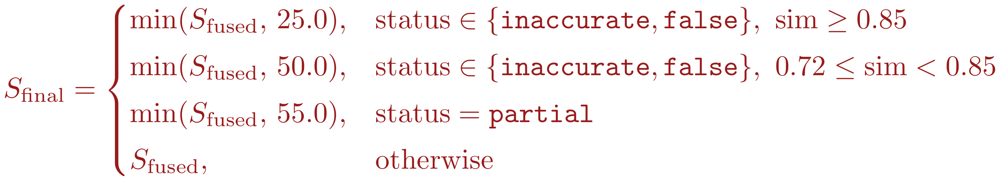 min(S_fused, 25.0), status ∈ {inaccurate, false}, sim ≥ 0.85
min(S_fused, 50.0), status ∈ {inaccurate, false}, 0.72 ≤ sim < 0.85
S_final =
min(S_fused, 55.0), status = partial
S_fused, otherwise